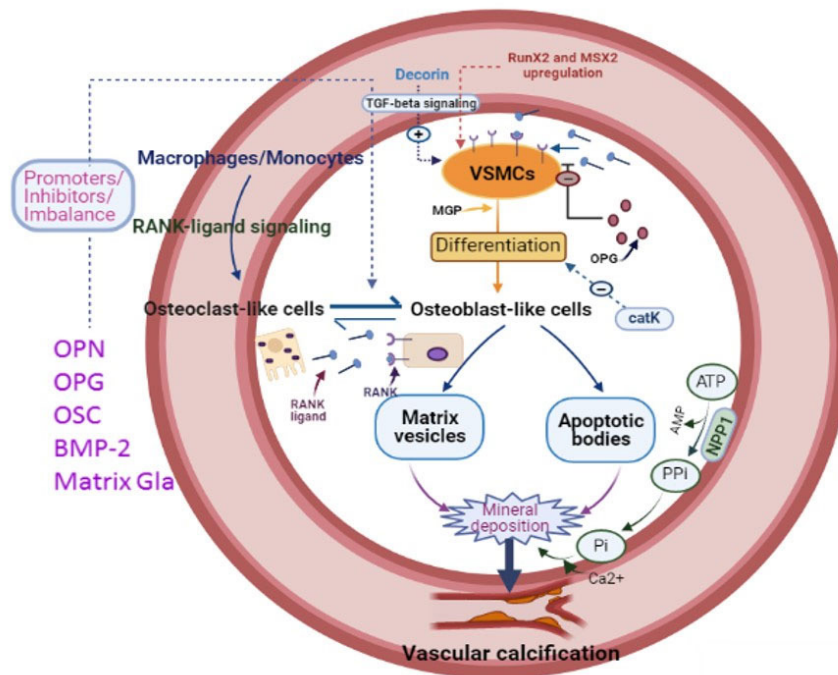 Decorin
RunX2 and MSX2
upregulation
TGF-beta signaling
+
Macrophages/Monocytes
VSMCs
Promoters/
Inhibitors/
Imbalance
MGP
RANK-ligand signaling
Differentiation
OPG
Osteoclast-like cells
Osteoblast-like cells
catK
OPN
OPG
OSC
BMP-2
Matrix Gla
RANK
ligand
RANK
Matrix
vesicles
Apoptotic
bodies
ATP
AMP
NPP1
PPi
Mineral
deposition
Pi
Ca2+
Vascular calcification